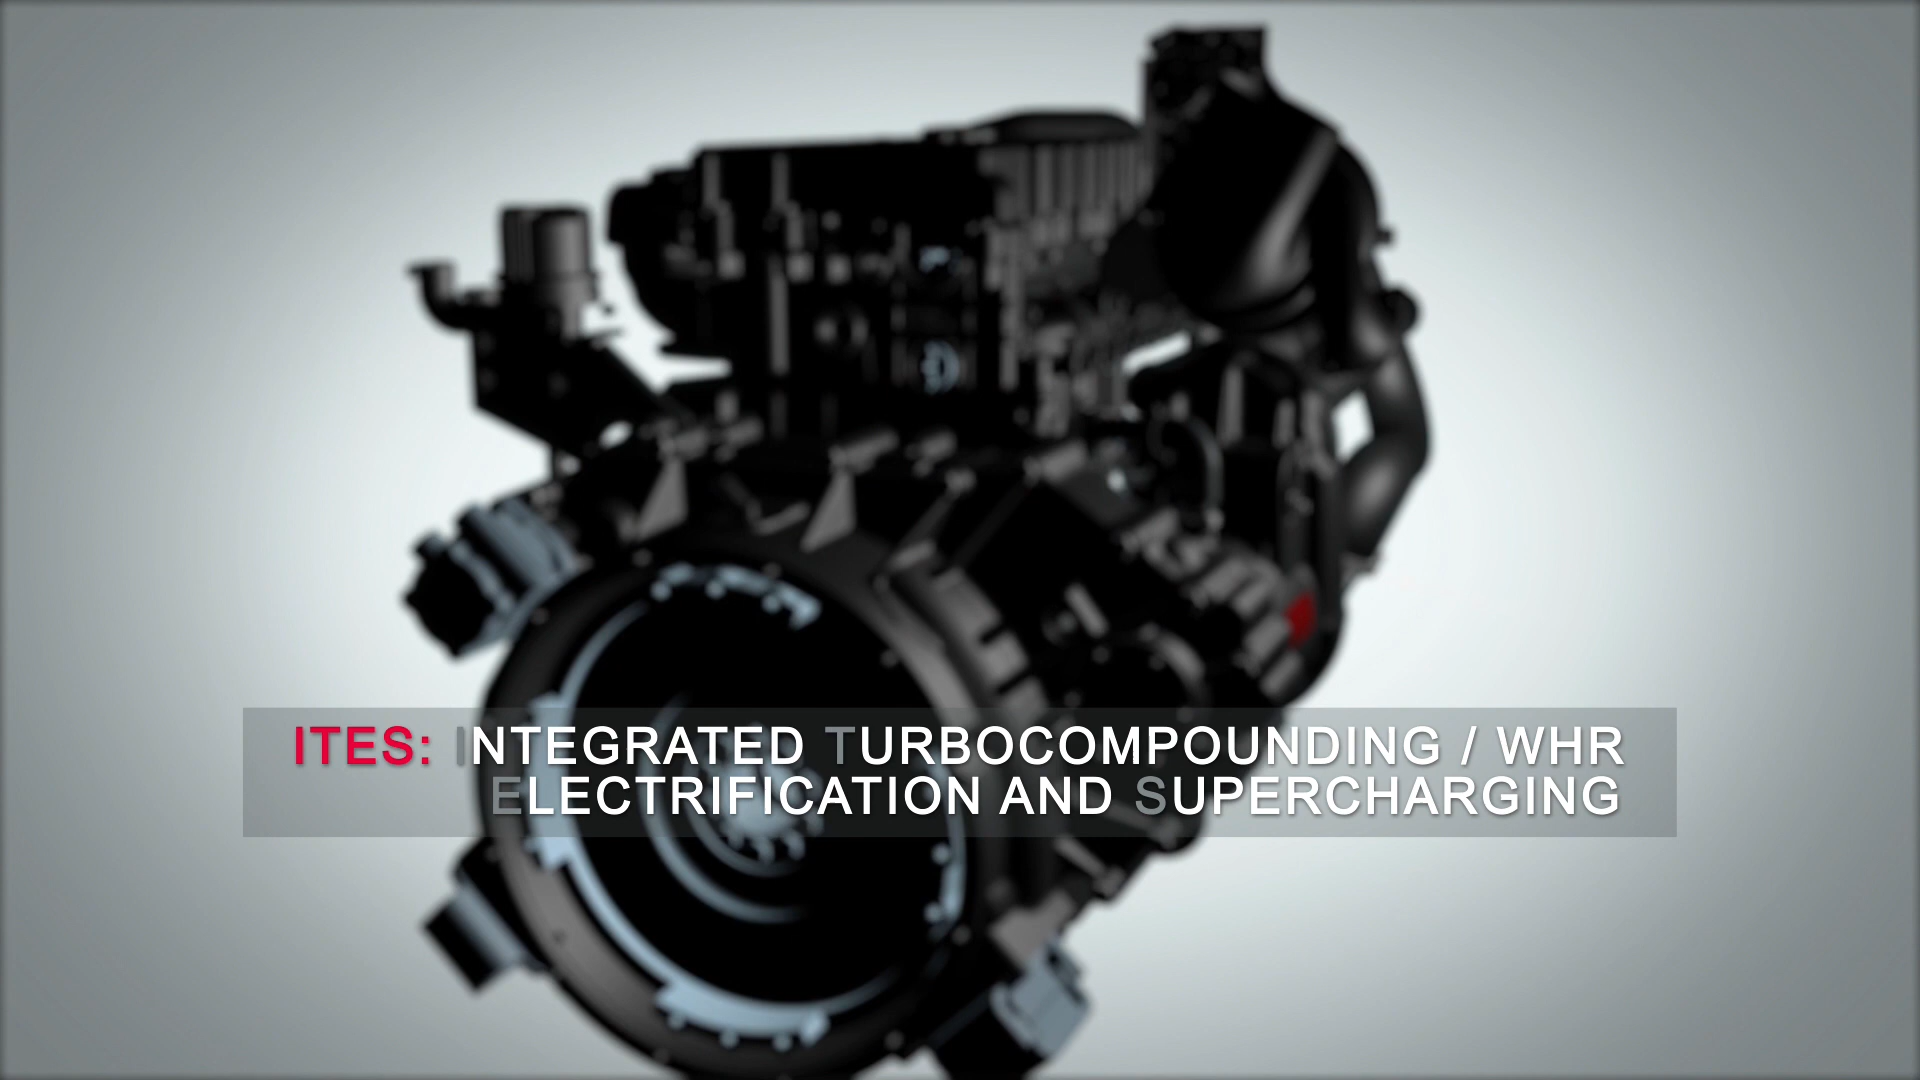 ITES: INTEGRATED TURBOCOMPOUNDING / WHR
ELECTRIFICATION AND SUPERCHARGING